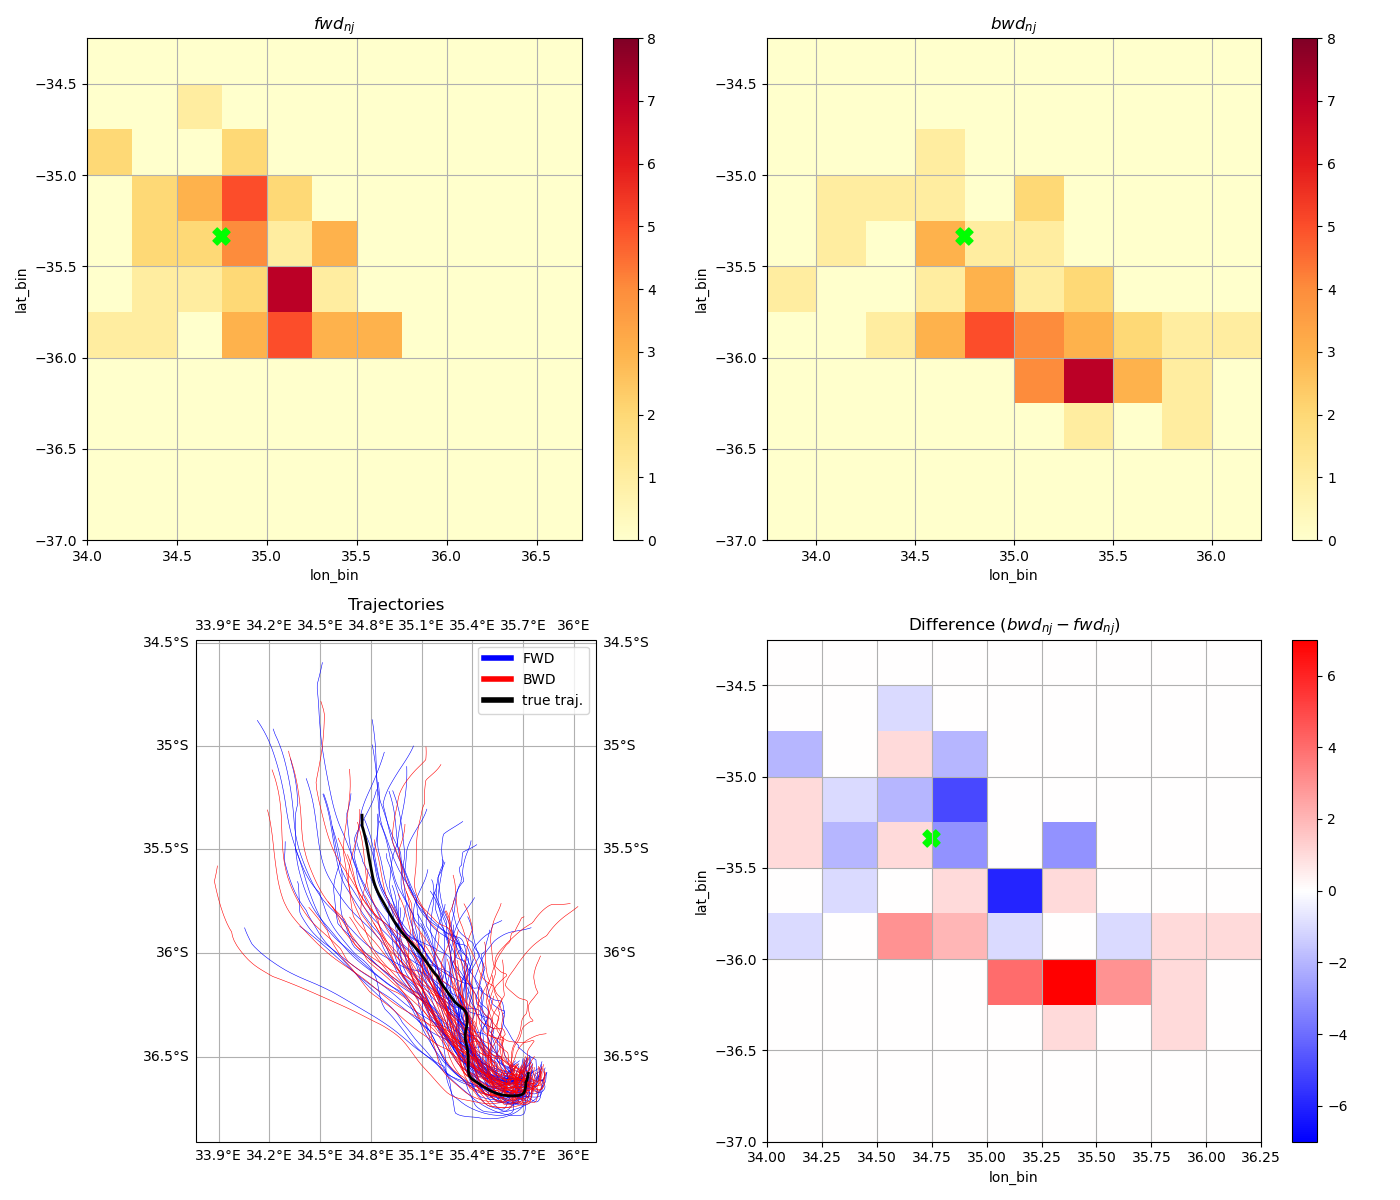 fwd_nj
−34.5
−35.0
−35.5
−36.0
−36.5
−37.0
lat_bin
34.0 34.5 35.0 35.5 36.0 36.5
lon_bin
8
7
6
5
4
3
2
1
0
bwd_nj
−34.5
−35.0
−35.5
−36.0
−36.5
−37.0
lat_bin
34.0 34.5 35.0 35.5 36.0
lon_bin
8
7
6
5
4
3
2
1
0
Trajectories
33.9°E 34.2°E 34.5°E 34.8°E 35.1°E 35.4°E 35.7°E 36°E
34.5°S 34.5°S
FWD
BWD
true traj.
35°S 35°S
35.5°S 35.5°S
36°S 36°S
36.5°S 36.5°S
33.9°E 34.2°E 34.5°E 34.8°E 35.1°E 35.4°E 35.7°E 36°E
Difference (bwd_nj − fwd_nj)
−34.5
−35.0
−35.5
−36.0
−36.5
−37.0
lat_bin
34.00 34.25 34.50 34.75 35.00 35.25 35.50 35.75 36.00 36.25
lon_bin
6
4
2
0
−2
−4
−6